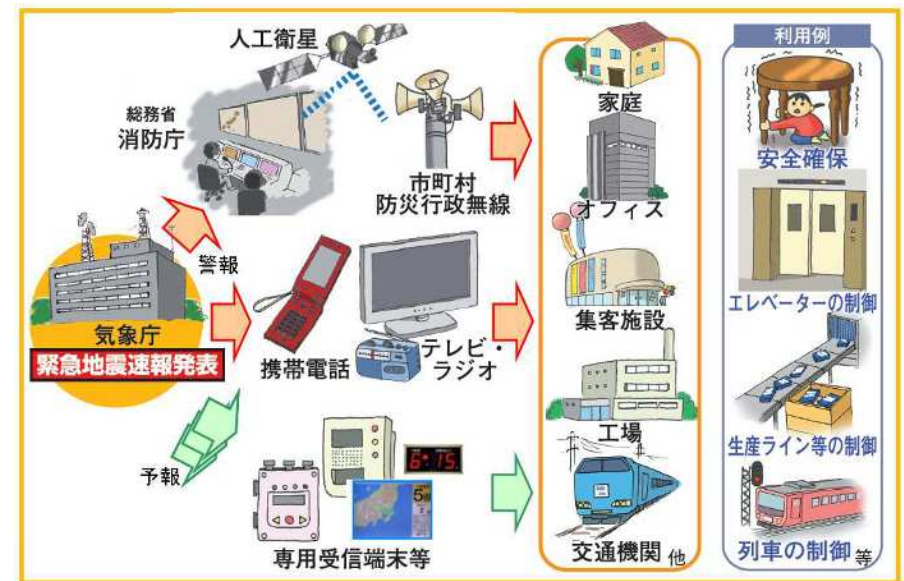 人工衛星
総務省
消防庁
市町村
防災行政無線
警報
気象庁
緊急地震速報発表
携帯電話
テレビ・
ラジオ
予報
6:15
5
専用受信端末等
家庭
オフィス
集客施設
工場
交通機関 他
利用例
安全確保
エレベーターの制御
生産ライン等の制御
列車の制御 等